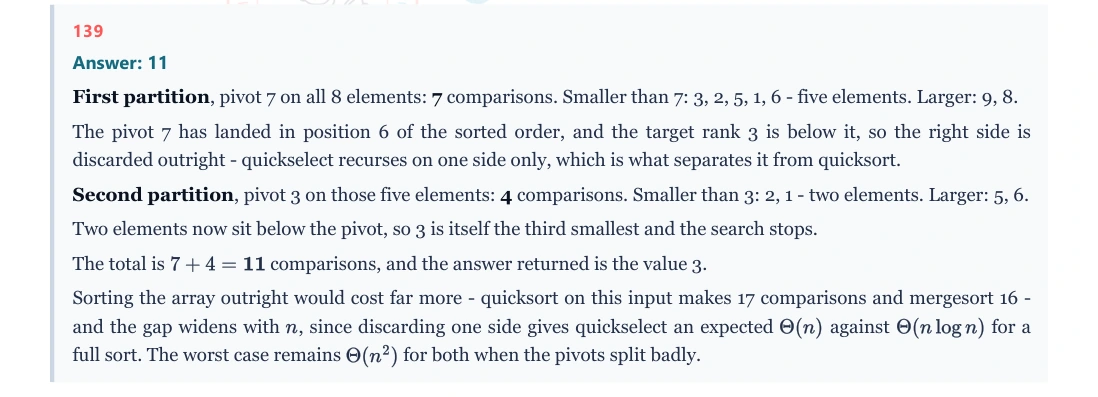 139
Answer: 11
First partition, pivot 7 on all 8 elements: 7 comparisons. Smaller than 7: 3, 2, 5, 1, 6 - five elements. Larger: 9, 8.
The pivot 7 has landed in position 6 of the sorted order, and the target rank 3 is below it, so the right side is
discarded outright - quickselect recurses on one side only, which is what separates it from quicksort.
Second partition, pivot 3 on those five elements: 4 comparisons. Smaller than 3: 2, 1 - two elements. Larger: 5, 6.
Two elements now sit below the pivot, so 3 is itself the third smallest and the search stops.
The total is 7 + 4 = 11 comparisons, and the answer returned is the value 3.
Sorting the array outright would cost far more - quicksort on this input makes 17 comparisons and mergesort 16 -
and the gap widens with n, since discarding one side gives quickselect an expected Θ(n) against Θ(n log n) for a
full sort. The worst case remains Θ(n²) for both when the pivots split badly.